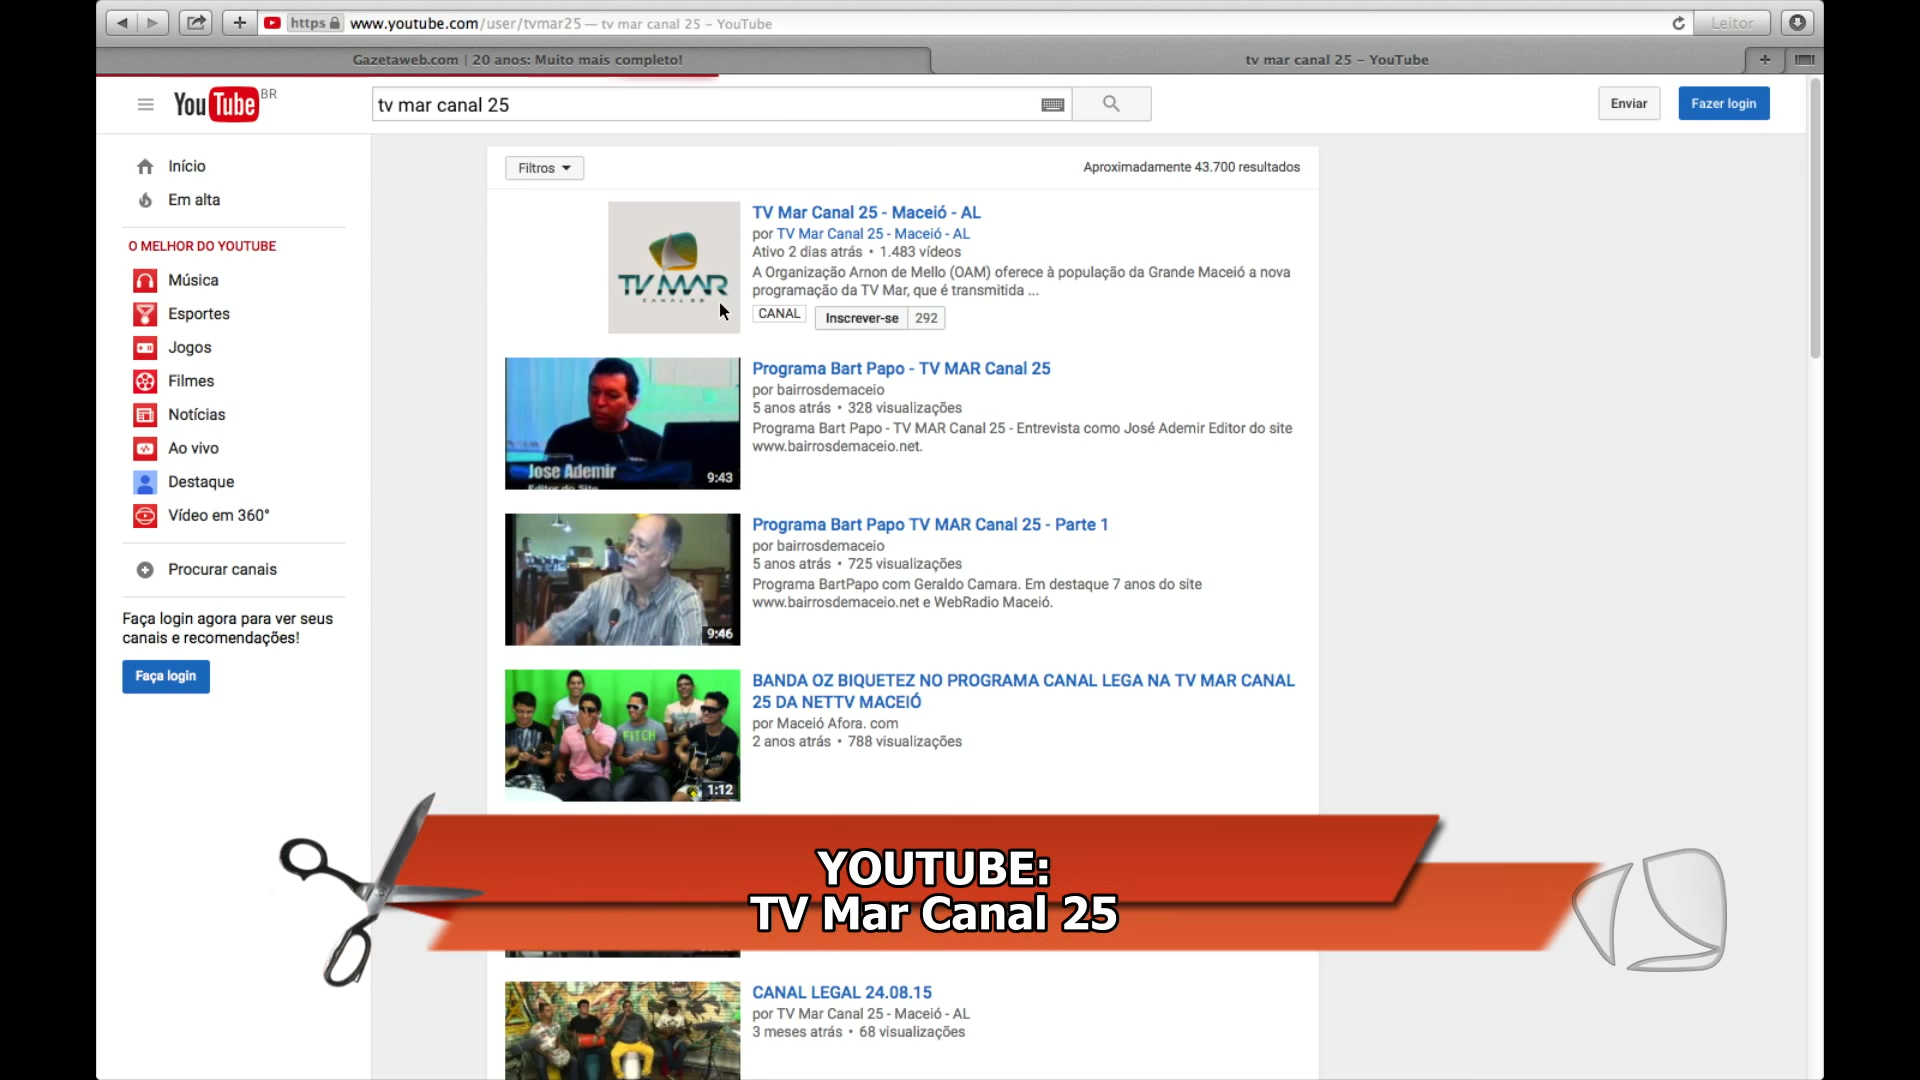 https www.youtube.com/user/tvmar25 — tv mar canal 25 – YouTube
Leitor
Gazetaweb.com | 20 anos: Muito mais completo!
tv mar canal 25 – YouTube
YouTube BR
tv mar canal 25
Enviar
Fazer login
Início
Em alta
O MELHOR DO YOUTUBE
Música
Esportes
Jogos
Filmes
Notícias
Ao vivo
Destaque
Vídeo em 360°
Procurar canais
Faça login agora para ver seus
canais e recomendações!
Faça login
Filtros
Aproximadamente 43.700 resultados
TV MAR
CANAL 25
TV Mar Canal 25 - Maceió - AL
por TV Mar Canal 25 - Maceió - AL
Ativo 2 dias atrás • 1.483 vídeos
A Organização Arnon de Mello (OAM) oferece à população da Grande Maceió a nova
programação da TV Mar, que é transmitida ...
CANAL
Inscrever-se 292
Jose Ademir
Editor do Site
9:43
Programa Bart Papo - TV MAR Canal 25
por bairrosdemaceio
5 anos atrás • 328 visualizações
Programa Bart Papo - TV MAR Canal 25 - Entrevista como José Ademir Editor do site
www.bairrosdemaceio.net.
9:46
Programa Bart Papo TV MAR Canal 25 - Parte 1
por bairrosdemaceio
5 anos atrás • 725 visualizações
Programa BartPapo com Geraldo Camara. Em destaque 7 anos do site
www.bairrosdemaceio.net e WebRadio Maceió.
FITCH
1:12
BANDA OZ BIQUETEZ NO PROGRAMA CANAL LEGA NA TV MAR CANAL
25 DA NETTV MACEIÓ
por Maceió Afora. com
2 anos atrás • 788 visualizações
YOUTUBE:
TV Mar Canal 25
CANAL LEGAL 24.08.15
por TV Mar Canal 25 - Maceió - AL
3 meses atrás • 68 visualizações